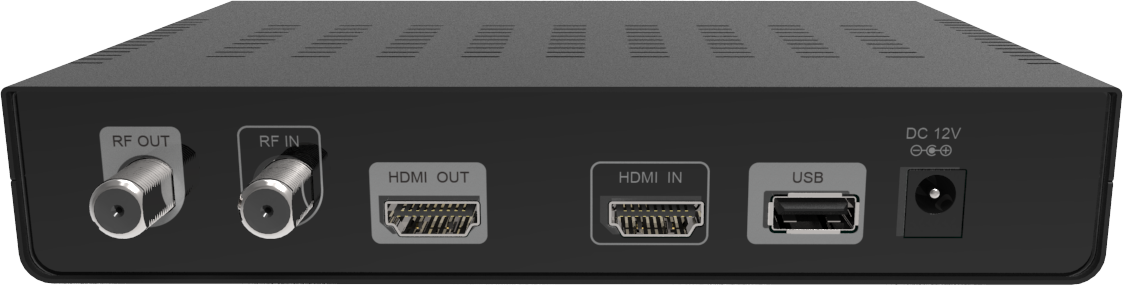 RF OUT
RF IN
HDMI OUT
HDMI IN
USB
DC 12V